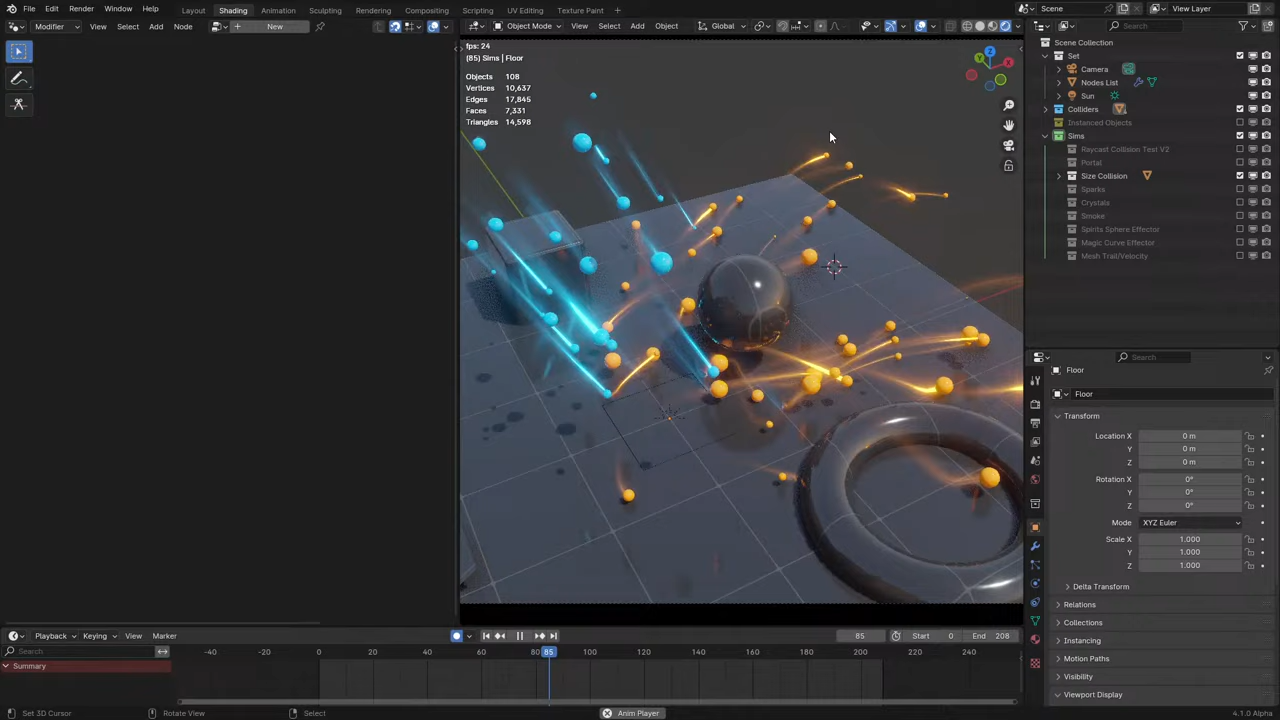 File Edit Render Window Help Layout Shading Animation Sculpting Rendering Compositing Scripting UV Editing Texture Paint Scene View Layer
Modifier View Select Add Node New Object Mode View Select Add Object Global Search
fps: 24
(85) Sims | Floor
Objects 108
Vertices 10,637
Edges 17,845
Faces 7,331
Triangles 14,598
Scene Collection
Set
Camera
Nodes List
Sun
Colliders
Instanced Objects
Sims
Raycast Collision Test V2
Portal
Size Collision
Sparks
Crystals
Smoke
Spirits Sphere Effector
Magic Curve Effector
Mesh Trail/Velocity
Search
Floor
Floor
Transform
Location X 0 m
Y 0 m
Z 0 m
Rotation X 0°
Y 0°
Z 0°
Mode XYZ Euler
Scale X 1.000
Y 1.000
Z 1.000
Delta Transform
Relations
Collections
Instancing
Motion Paths
Visibility
Viewport Display
Playback Keying View Marker 85 Start 0 End 208
Search -40 -20 0 20 40 60 80 85 100 120 140 160 180 200 220 240
Summary
Set 3D Cursor Rotate View Select Anim Player 4.1.0 Alpha